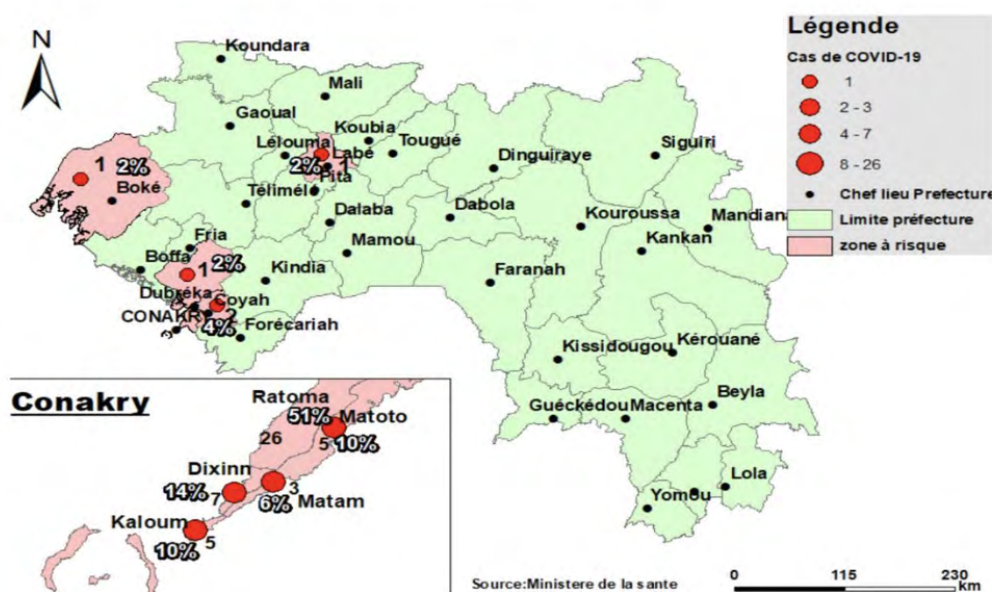 N
Koundara
Mali
Gaoual
Koubia
Lélouma
Tougué
Labé
2%
1
Pita
Siguiri
Dinguiraye
1
2%
Boké
Télimél
Dalaba
Dabola
Kouroussa
Mandiana
Fria
Mamou
Kankan
Boffa
1
2%
Kindia
Faranah
Dubréka
Coyah
CONAKRY
2
4%
Forécariah
Kissidougou
Kérouané
Beyla
Guéckédou
Macenta
Lola
Yomou
Légende
Cas de COVID-19
1
2 - 3
4 - 7
8 - 26
Chef lieu Prefecture
Limite préfecture
zone à risque
Conakry
Ratoma
51%
Matoto
26
5
10%
Dixinn
14%
7
3
6%
Matam
Kaloum
5
10%
Source:Ministere de la sante
0 115 230
km